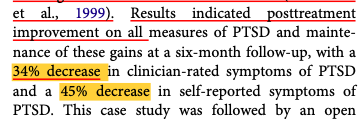 et al., 1999). Results indicated posttreatment
improvement on all measures of PTSD and mainte-
nance of these gains at a six-month follow-up, with a
34% decrease in clinician-rated symptoms of PTSD
and a 45% decrease in self-reported symptoms of
PTSD. This case study was followed by an open